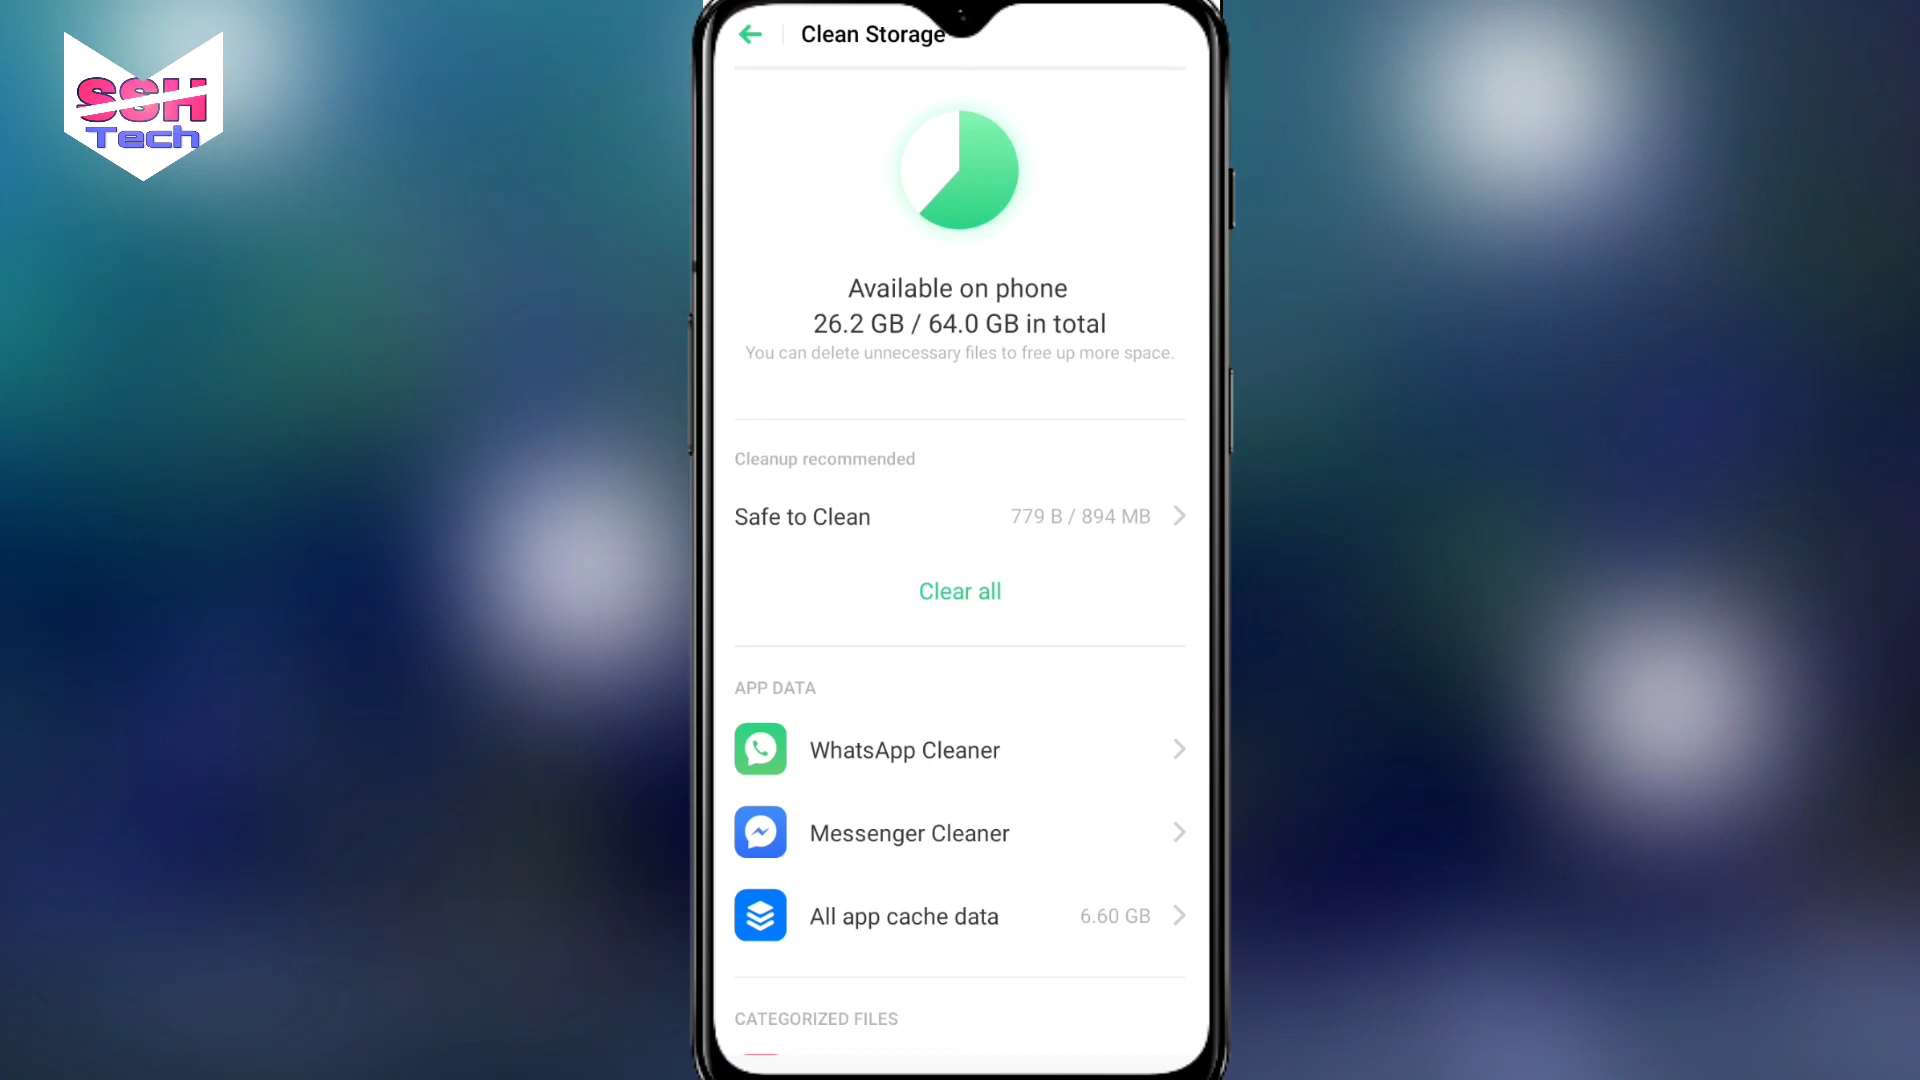 SSH
Tech
Clean Storage
Available on phone
26.2 GB / 64.0 GB in total
You can delete unnecessary files to free up more space.
Cleanup recommended
Safe to Clean 779 B / 894 MB
Clear all
APP DATA
WhatsApp Cleaner
Messenger Cleaner
All app cache data 6.60 GB
CATEGORIZED FILES